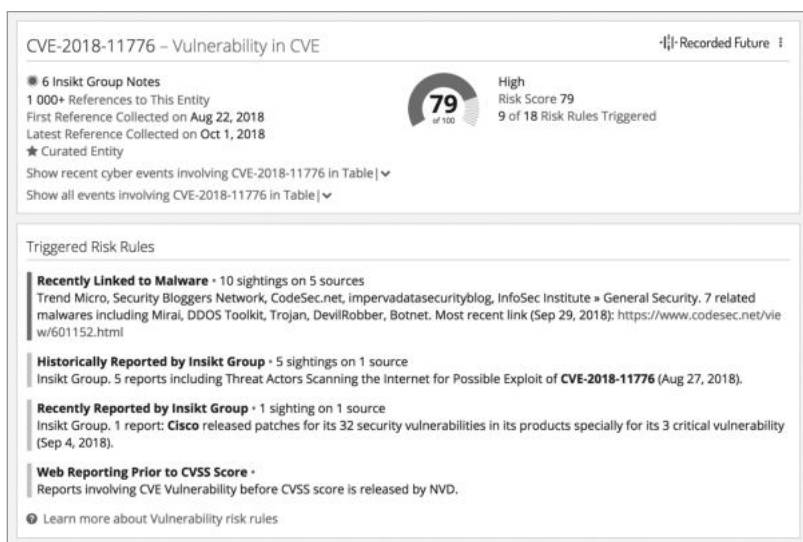 CVE-2018-11776 – Vulnerability in CVE
Recorded Future
6 Insikt Group Notes
1 000+ References to This Entity
First Reference Collected on Aug 22, 2018
Latest Reference Collected on Oct 1, 2018
Curated Entity
Show recent cyber events involving CVE-2018-11776 in Table |
Show all events involving CVE-2018-11776 in Table |
79
of 100
High
Risk Score 79
9 of 18 Risk Rules Triggered
Triggered Risk Rules
Recently Linked to Malware • 10 sightings on 5 sources
Trend Micro, Security Bloggers Network, CodeSec.net, impervadatasecurityblog, InfoSec Institute » General Security. 7 related
malwares including Mirai, DDOS Toolkit, Trojan, DevilRobber, Botnet. Most recent link (Sep 29, 2018): https://www.codesec.net/vie
w/601152.html
Historically Reported by Insikt Group • 5 sightings on 1 source
Insikt Group. 5 reports including Threat Actors Scanning the Internet for Possible Exploit of CVE-2018-11776 (Aug 27, 2018).
Recently Reported by Insikt Group • 1 sighting on 1 source
Insikt Group. 1 report: Cisco released patches for its 32 security vulnerabilities in its products specially for its 3 critical vulnerability
(Sep 4, 2018).
Web Reporting Prior to CVSS Score •
Reports involving CVE Vulnerability before CVSS score is released by NVD.
Learn more about Vulnerability risk rules